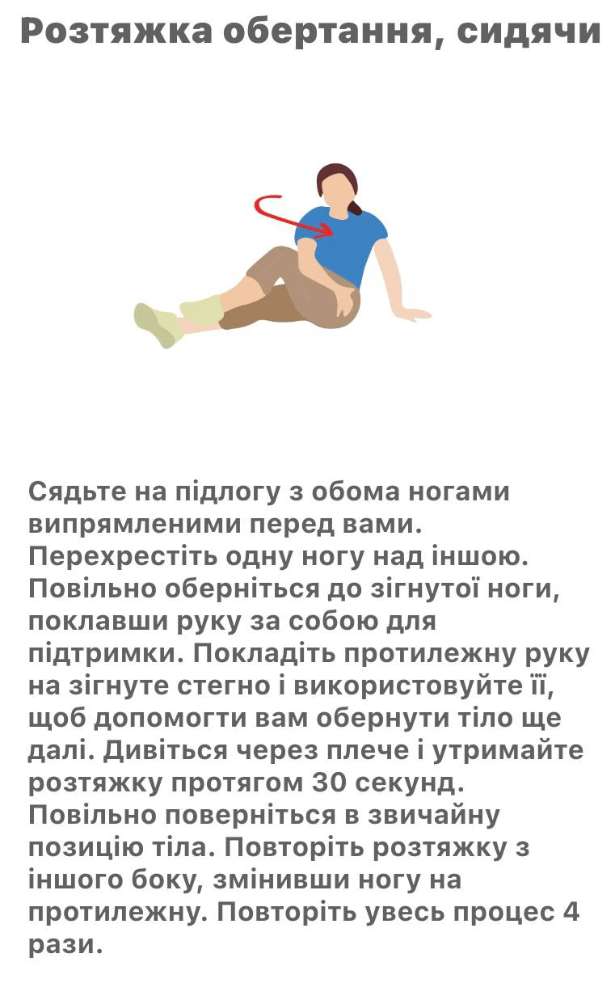 Розтяжка обертання, сидячи
Сядьте на підлогу з обома ногами
випрямленими перед вами.
Перехрестіть одну ногу над іншою.
Повільно оберніться до зігнутої ноги,
поклавши руку за собою для
підтримки. Покладіть протилежну руку
на зігнуте стегно і використовуйте її,
щоб допомогти вам обернути тіло ще
далі. Дивіться через плече і утримайте
розтяжку протягом 30 секунд.
Повільно поверніться в звичайну
позицію тіла. Повторіть розтяжку з
іншого боку, змінивши ногу на
протилежну. Повторіть увесь процес 4
рази.